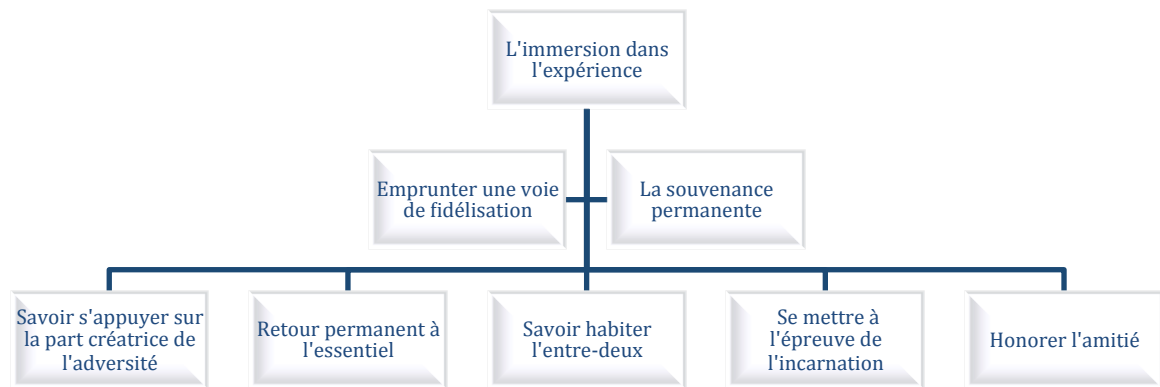 L'immersion dans
l'expérience
Emprunter une voie
de fidélisation
La souvenance
permanente
Savoir s'appuyer sur
la part créatrice de
l'adversité
Retour permanent à
l'essentiel
Savoir habiter
l'entre-deux
Se mettre à
l'épreuve de
l'incarnation
Honorer l'amitié